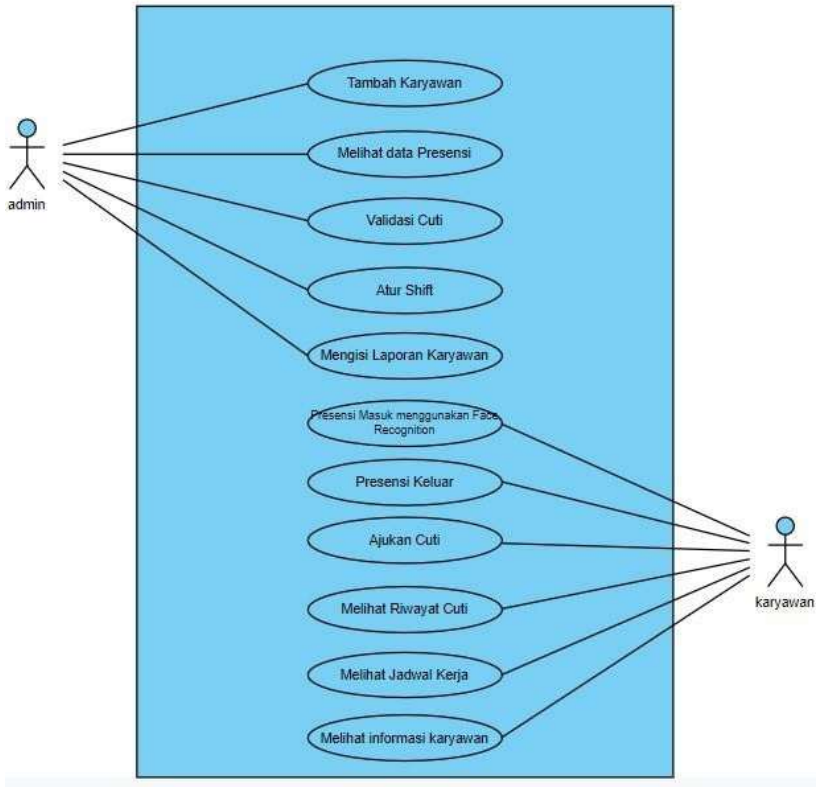 Tambah Karyawan
Melihat data Presensi
admin
Validasi Cuti
Atur Shift
Mengisi Laporan Karyawan
Presensi Masuk menggunakan Face
Recognition
Presensi Keluar
Ajukan Cuti
karyawan
Melihat Riwayat Cuti
Melihat Jadwal Kerja
Melihat informasi karyawan